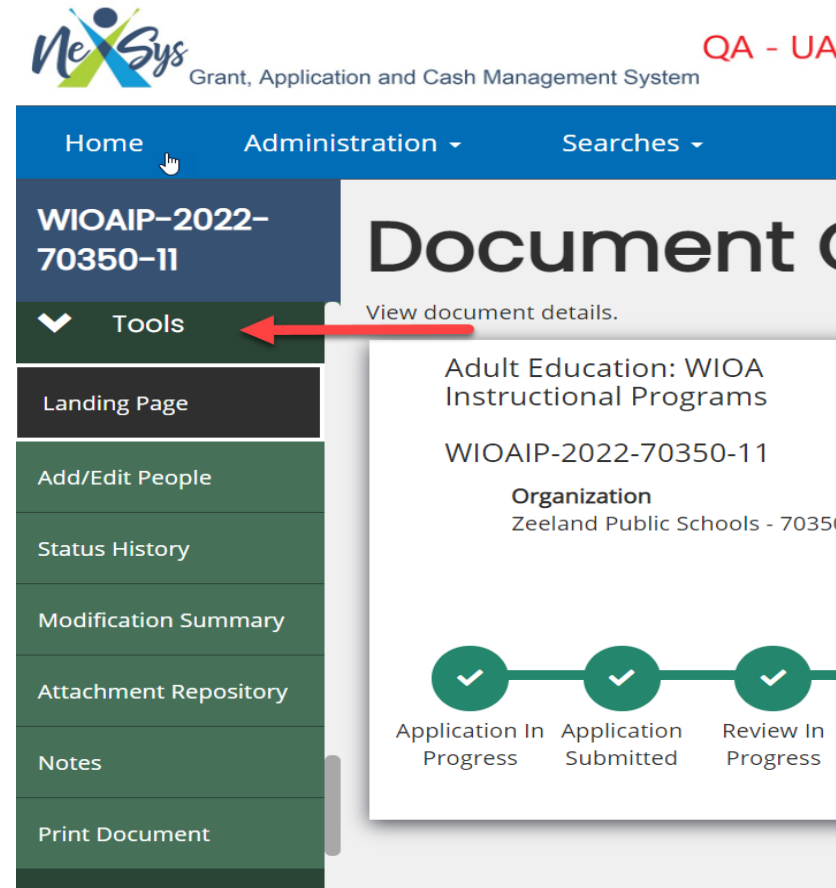 NexSys
Grant, Application and Cash Management System
QA - UA
Home
Administration
Searches
WIOAIP-2022-
70350-11
Tools
Landing Page
Add/Edit People
Status History
Modification Summary
Attachment Repository
Notes
Print Document
Document
View document details.
Adult Education: WIOA
Instructional Programs
WIOAIP-2022-70350-11
Organization
Zeeland Public Schools - 70350
Application In
Progress
Application
Submitted
Review In
Progress